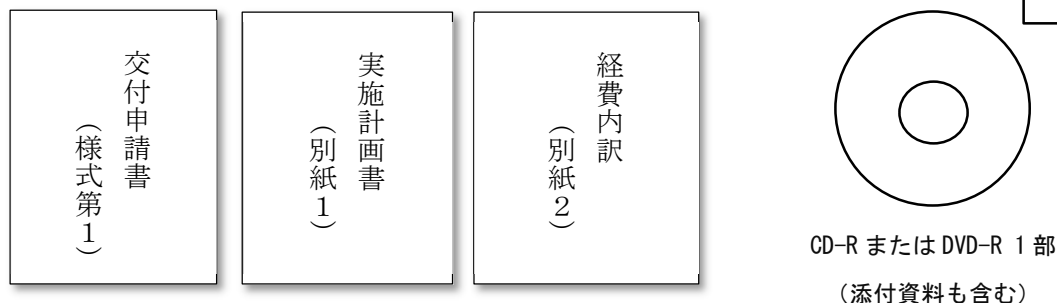 交付申請書
（様式第１）
実施計画書
（別紙１）
経費内訳
（別紙２）
CD-R または DVD-R 1 部
（添付資料も含む）